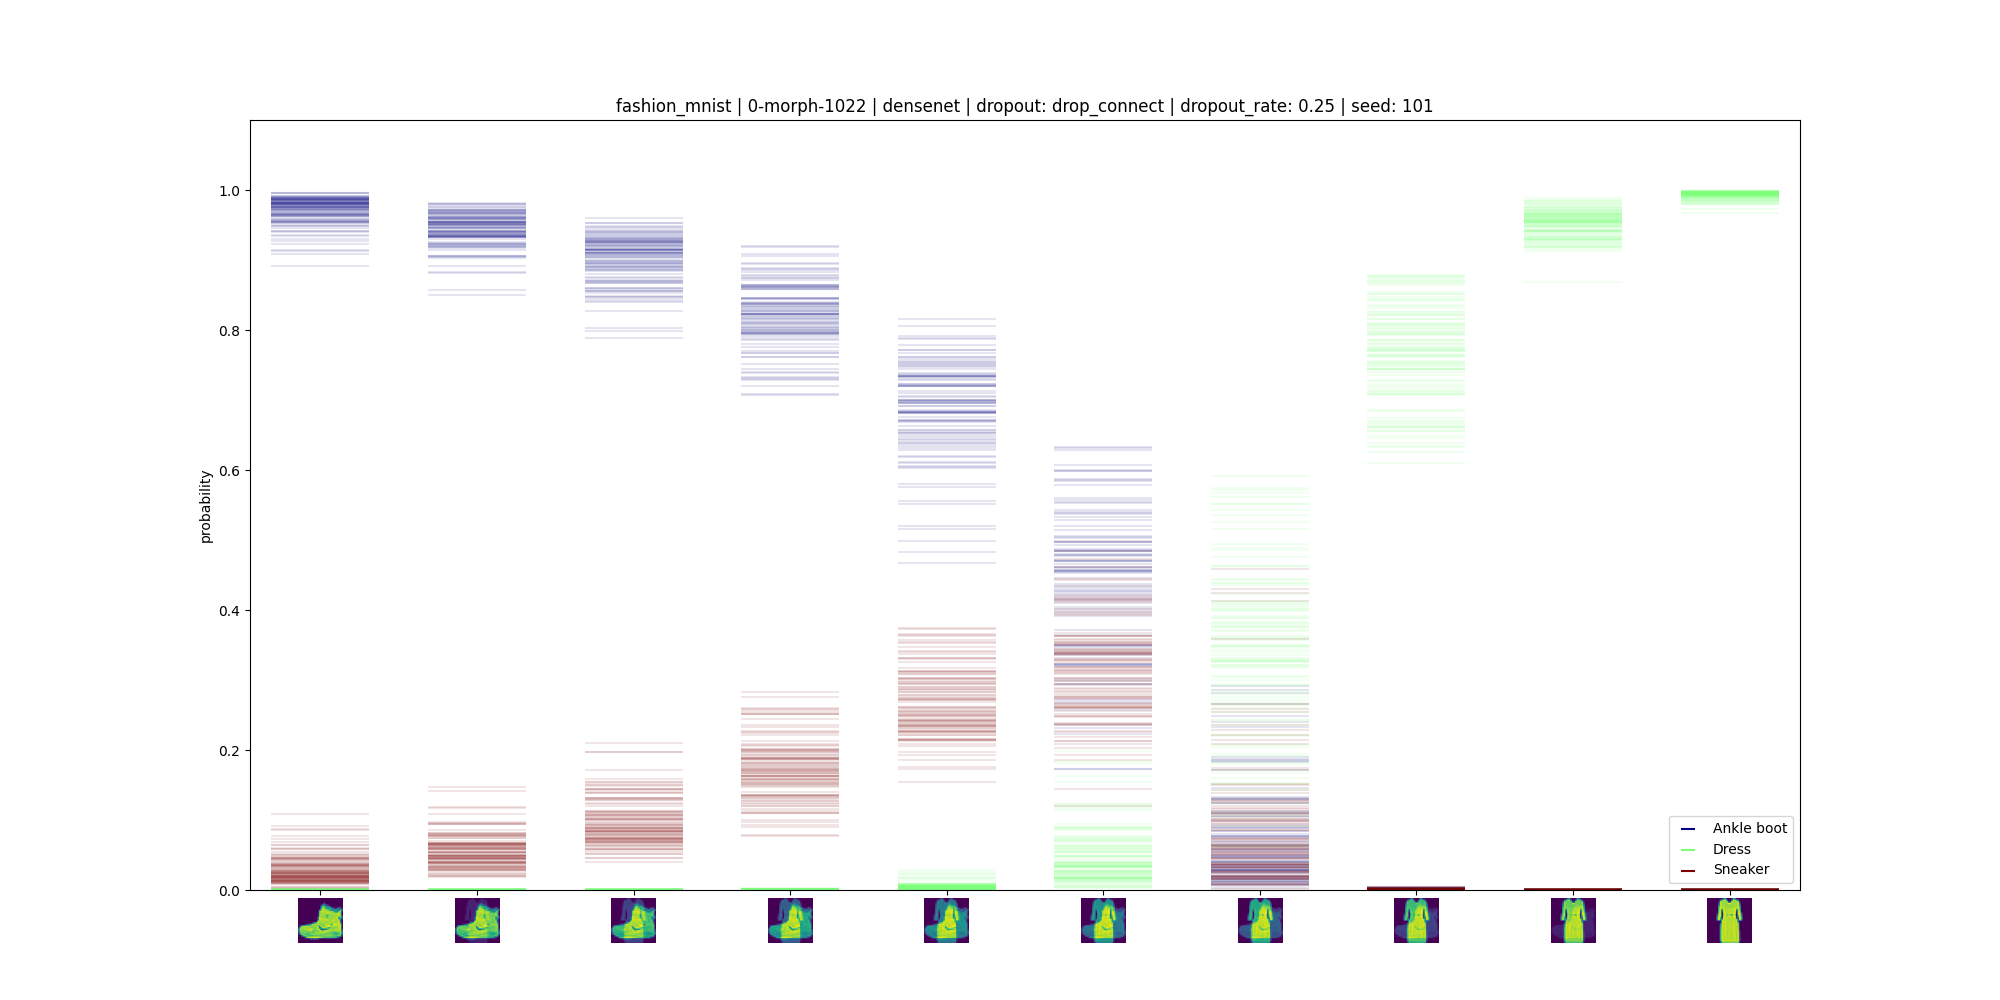 fashion_mnist | 0-morph-1022 | densenet | dropout: drop_connect | dropout_rate: 0.25 | seed: 101
probability
1.0
0.8
0.6
0.4
0.2
0.0
Ankle boot
Dress
Sneaker